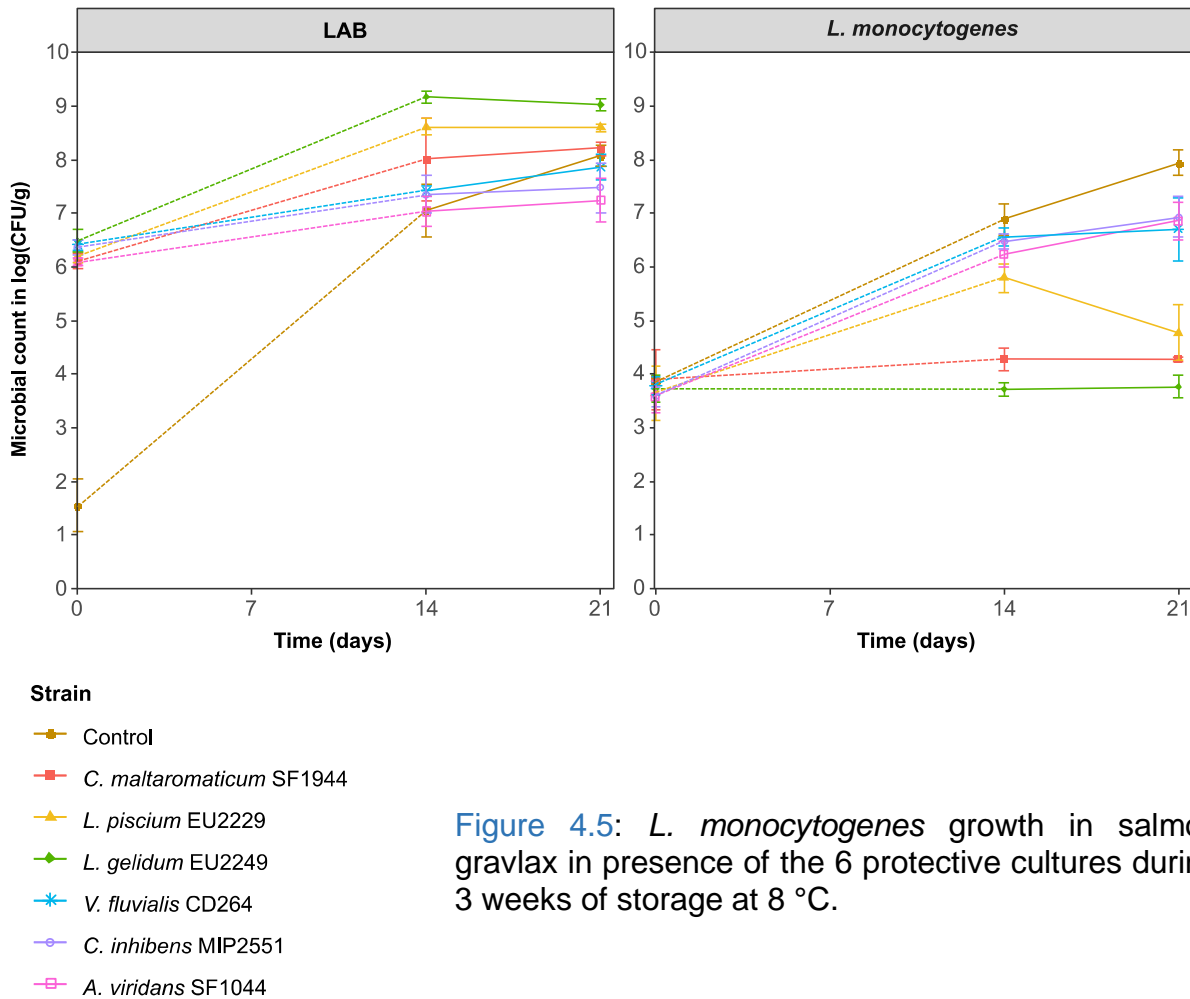 LAB
L. monocytogenes
Microbial count in log(CFU/g)
10
9
8
7
6
5
4
3
2
1
0
0 7 14 21
Time (days)
10
9
8
7
6
5
4
3
2
1
0
0 7 14 21
Time (days)
Strain
Control
C. maltaromaticum SF1944
L. piscium EU2229
L. gelidum EU2249
V. fluvialis CD264
C. inhibens MIP2551
A. viridans SF1044
Figure 4.5: L. monocytogenes growth in salmo
gravlax in presence of the 6 protective cultures durin
3 weeks of storage at 8 °C.